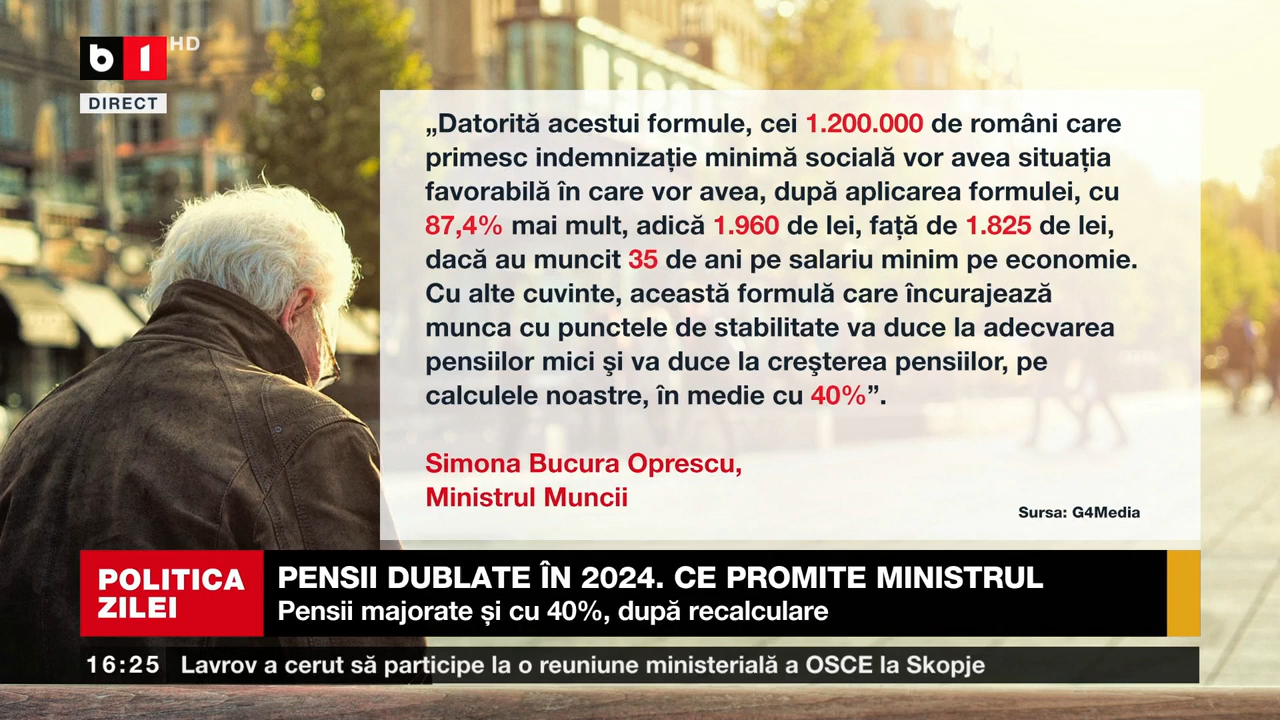 b1 HD
DIRECT
„Datorită acestui formule, cei 1.200.000 de români care
primesc indemnizație minimă socială vor avea situația
favorabilă în care vor avea, după aplicarea formulei, cu
87,4% mai mult, adică 1.960 de lei, față de 1.825 de lei,
dacă au muncit 35 de ani pe salariu minim pe economie.
Cu alte cuvinte, această formulă care încurajează
munca cu punctele de stabilitate va duce la adecvarea
pensiilor mici şi va duce la creşterea pensiilor, pe
calculele noastre, în medie cu 40%”.
Simona Bucura Oprescu,
Ministrul Muncii
Sursa: G4Media
POLITICA
ZILEI
PENSII DUBLATE ÎN 2024. CE PROMITE MINISTRUL
Pensii majorate și cu 40%, după recalculare
16:25 Lavrov a cerut să participe la o reuniune ministerială a OSCE la Skopje